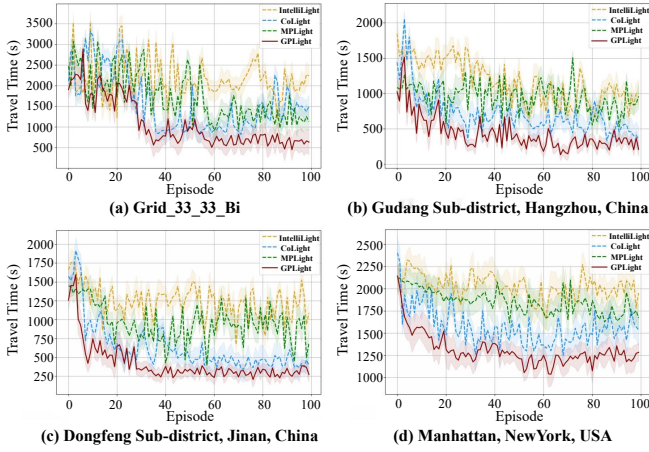 IntelliLight
CoLight
MPLight
GPLight
Travel Time (s)
3500
3000
2500
2000
1500
1000
500
0
20
40
60
80
100
Episode
(a) Grid_33_33_Bi
IntelliLight
CoLight
MPLight
GPLight
Travel Time (s)
2000
1500
1000
500
0
0
20
40
60
80
100
Episode
(b) Gudang Sub-district, Hangzhou, China
IntelliLight
CoLight
MPLight
GPLight
Travel Time (s)
2000
1750
1500
1250
1000
750
500
250
0
20
40
60
80
100
Episode
(c) Dongfeng Sub-district, Jinan, China
IntelliLight
CoLight
MPLight
GPLight
Travel Time (s)
2500
2250
2000
1750
1500
1250
1000
0
20
40
60
80
100
Episode
(d) Manhattan, NewYork, USA